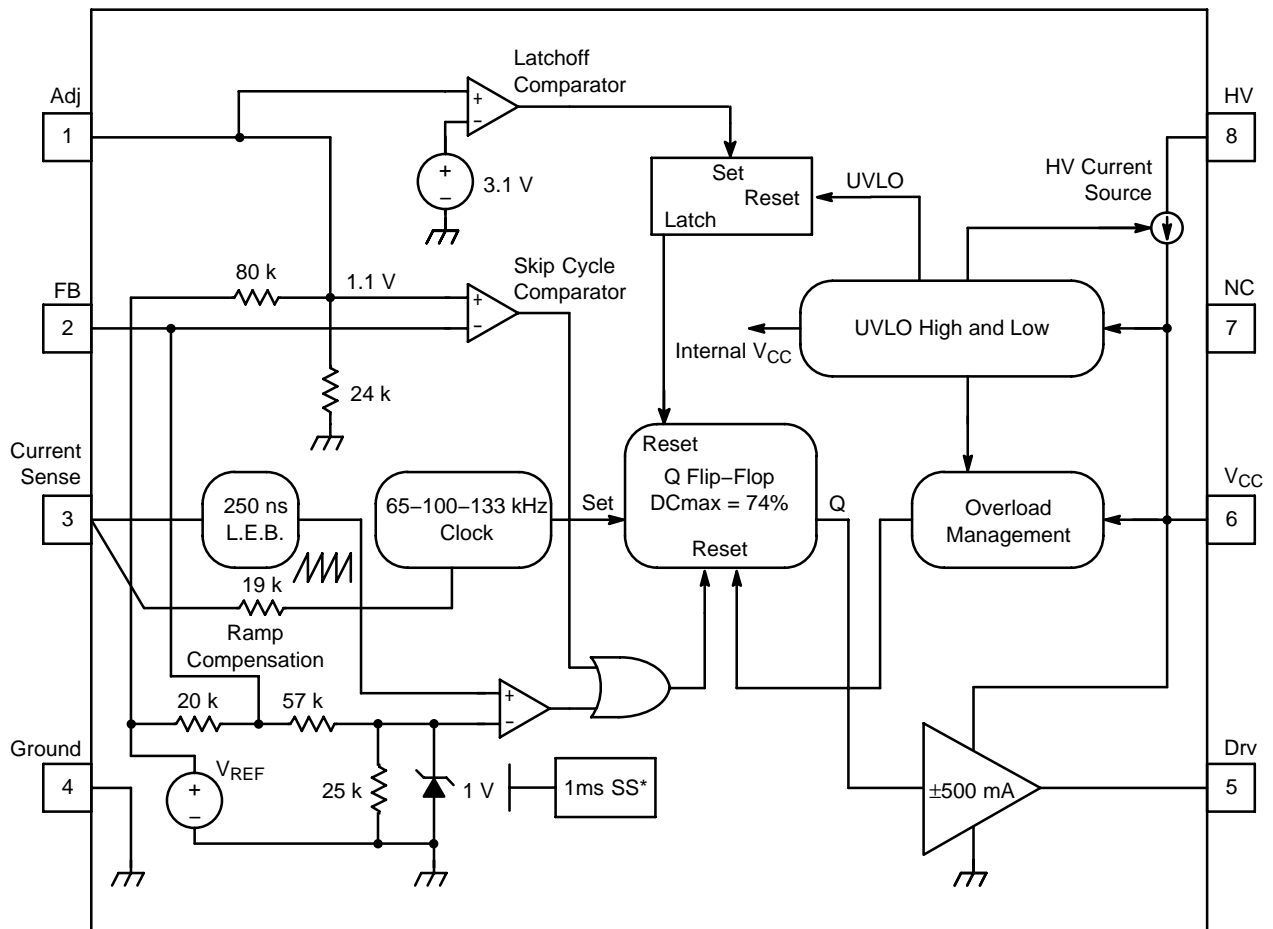 Latchoff
Comparator
Adj
1
+
−
+
−
3.1 V
Set
Reset
Latch
UVLO
HV
8
HV Current
Source
80 k
1.1 V
Skip Cycle
Comparator
FB
2
+
−
24 k
UVLO High and Low
Internal VCC
NC
7
Current
Sense
3
250 ns
L.E.B.
65−100−133 kHz
Clock
Set
Reset
Q Flip−Flop
DCmax = 74%
Reset
Q
Overload
Management
VCC
6
19 k
Ramp
Compensation
20 k
57 k
+
−
Ground
4
VREF
+
−
25 k
1 V
1ms SS*
±500 mA
Drv
5